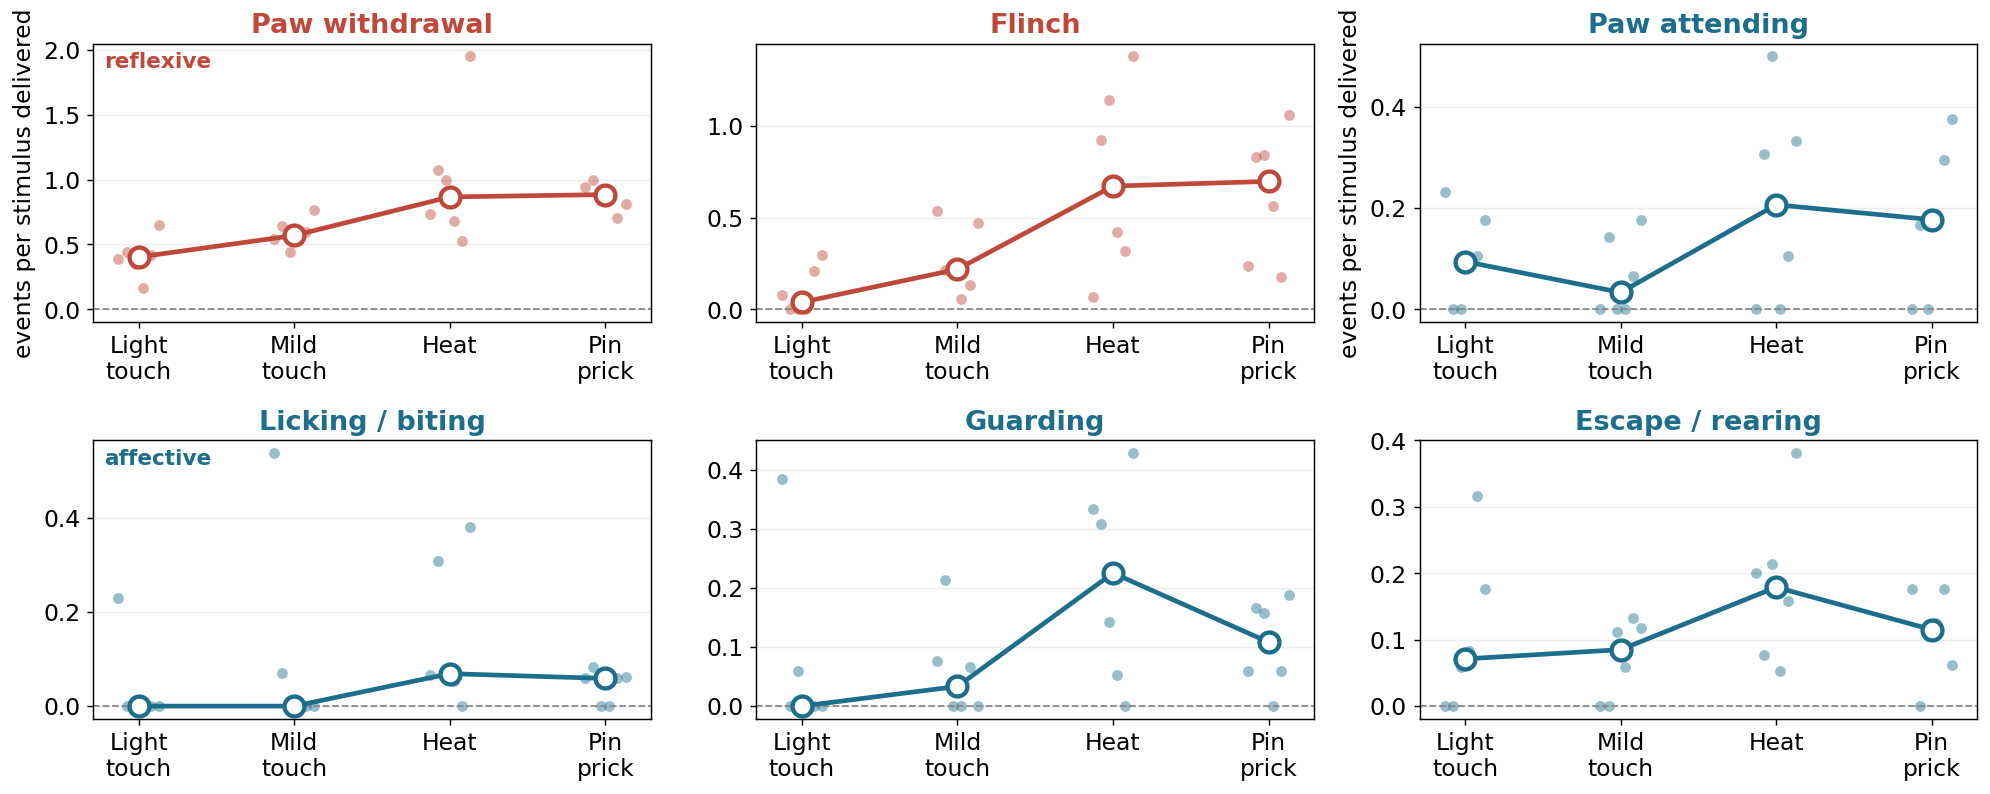 Paw withdrawal
reflexive
events per stimulus delivered
2.0
1.5
1.0
0.5
0.0
Light
touch
Mild
touch
Heat
Pin
prick
Flinch
1.0
0.5
0.0
Light
touch
Mild
touch
Heat
Pin
prick
Paw attending
events per stimulus delivered
0.4
0.2
0.0
Light
touch
Mild
touch
Heat
Pin
prick
Licking / biting
affective
0.4
0.2
0.0
Light
touch
Mild
touch
Heat
Pin
prick
Guarding
0.4
0.3
0.2
0.1
0.0
Light
touch
Mild
touch
Heat
Pin
prick
Escape / rearing
0.4
0.3
0.2
0.1
0.0
Light
touch
Mild
touch
Heat
Pin
prick